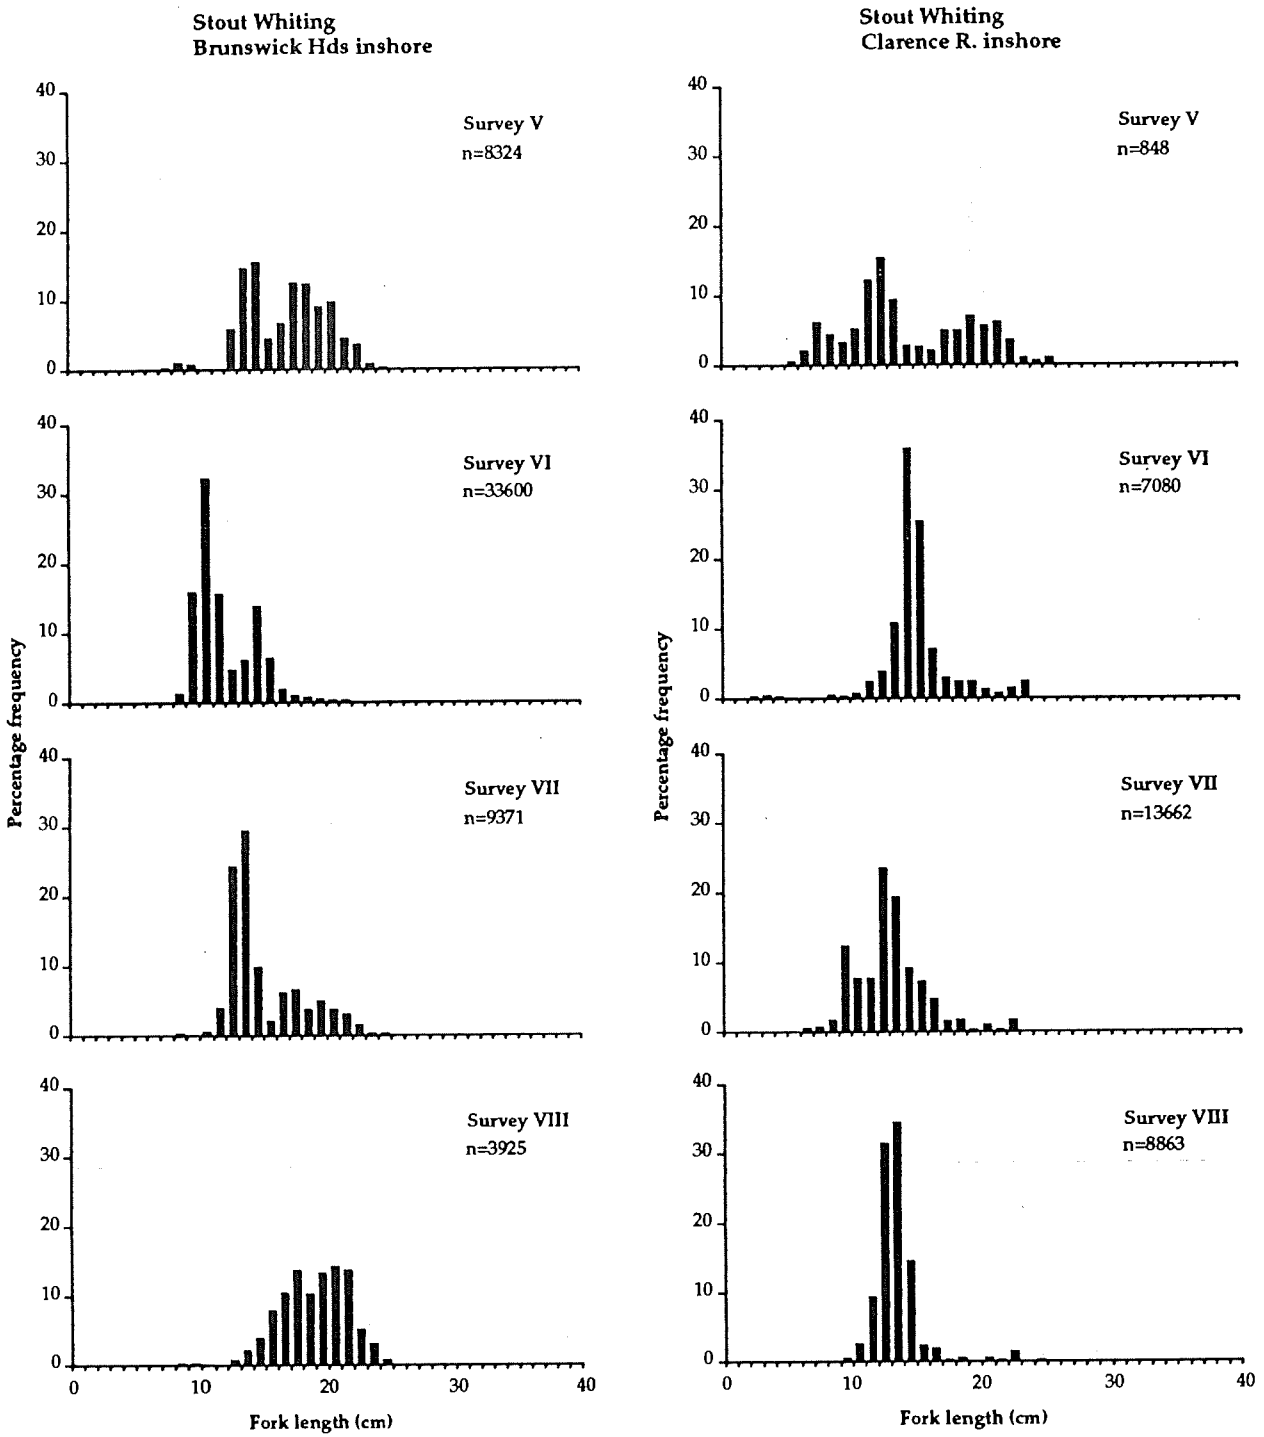 Stout Whiting
Brunswick Hds inshore
40
30
20
10
0
Survey V
n=8324
40
30
20
10
0
Survey VI
n=33600
40
30
20
10
0
Survey VII
n=9371
40
30
20
10
0
Survey VIII
n=3925
0 10 20 30 40
Fork length (cm)
Percentage frequency
Stout Whiting
Clarence R. inshore
40
30
20
10
0
Survey V
n=848
40
30
20
10
0
Survey VI
n=7080
40
30
20
10
0
Survey VII
n=13662
40
30
20
10
0
Survey VIII
n=8863
0 10 20 30 40
Fork length (cm)
Percentage frequency